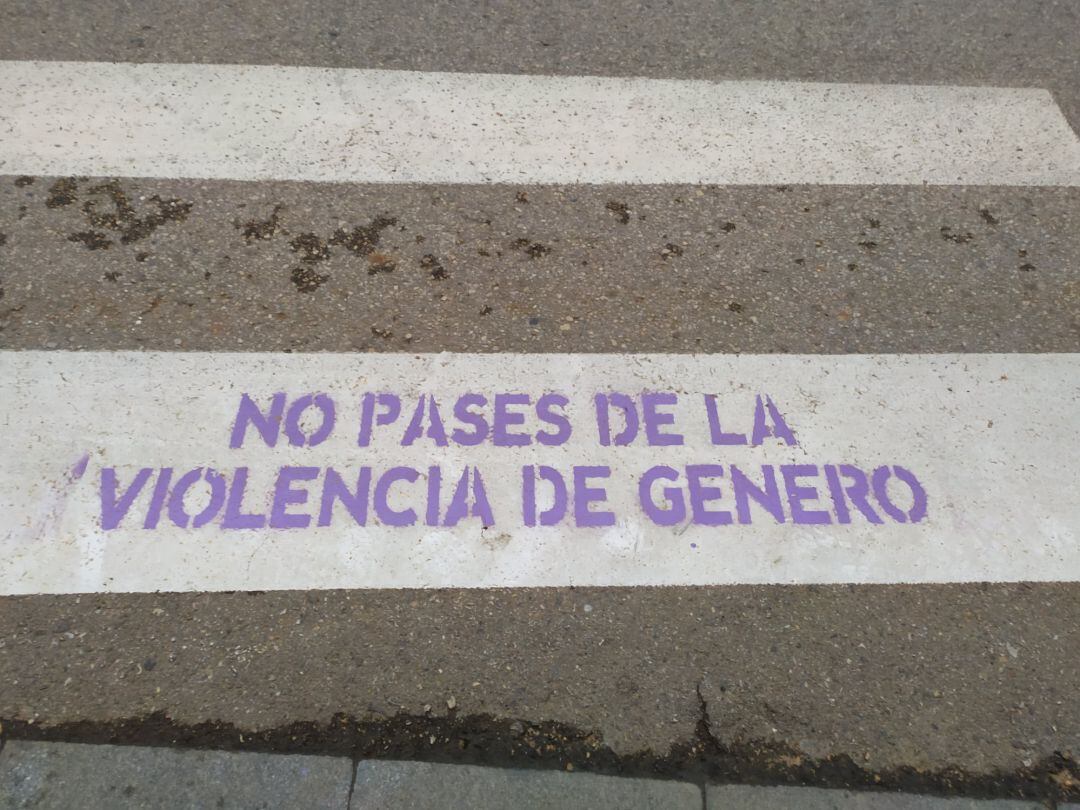 NO PASES DE LA
VIOLENCIA DE GENERO